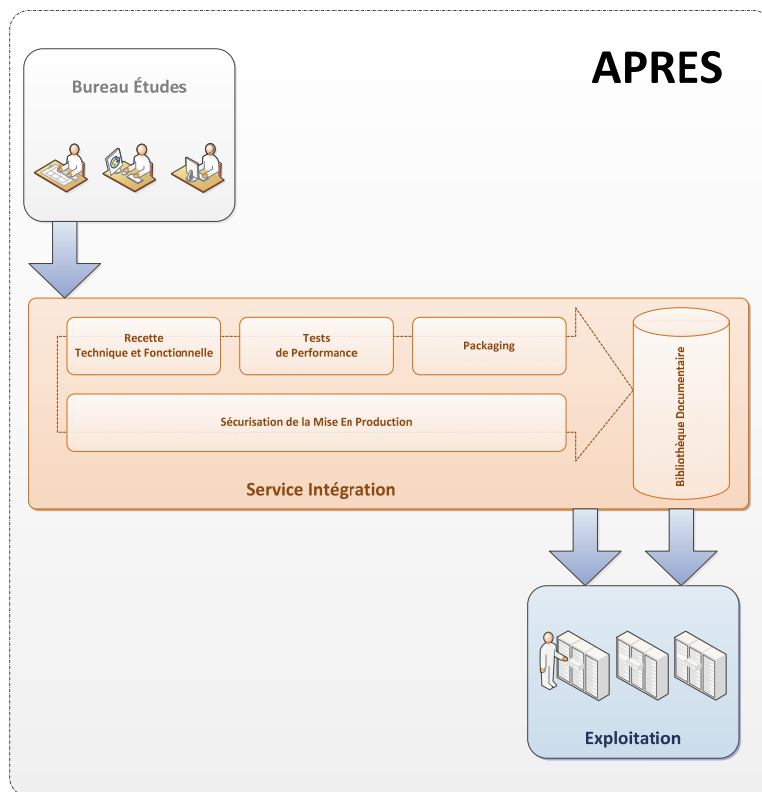 APRES
Bureau Études
Recette
Technique et Fonctionnelle
Tests
de Performance
Packaging
Sécurisation de la Mise En Production
Bibliothèque Documentaire
Service Intégration
Exploitation